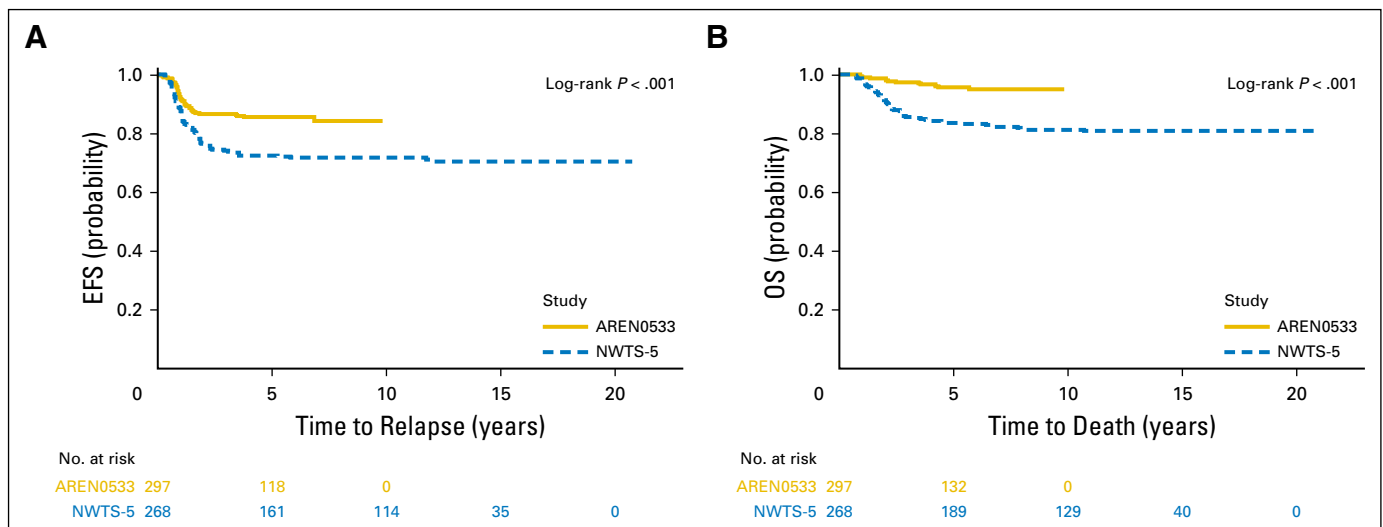 A
1.0
0.8
0.6
0.4
0.2
EFS (probability)
Log-rank P < .001
Study
AREN0533
NWTS-5
0 5 10 15 20
Time to Relapse (years)
No. at risk
AREN0533 297 118 0
NWTS-5 268 161 114 35 0
B
1.0
0.8
0.6
0.4
0.2
OS (probability)
Log-rank P < .001
Study
AREN0533
NWTS-5
0 5 10 15 20
Time to Death (years)
No. at risk
AREN0533 297 132 0
NWTS-5 268 189 129 40 0